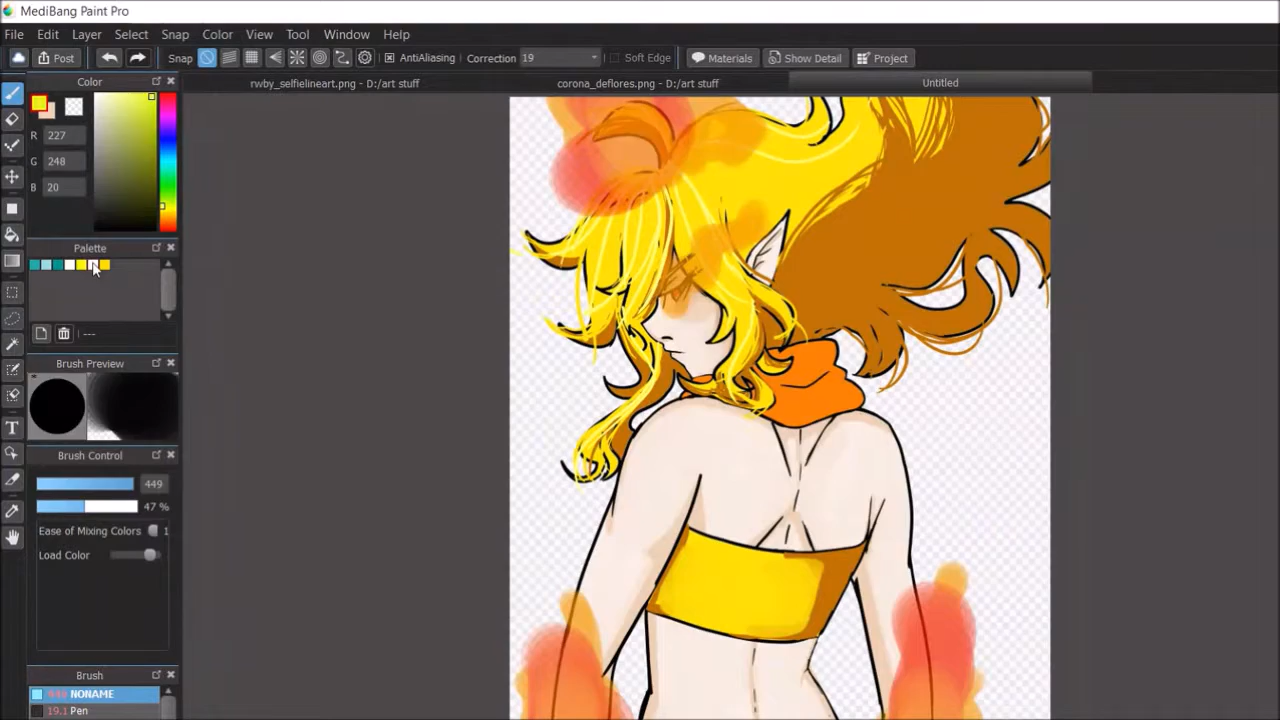 MediBang Paint Pro
File Edit Layer Select Snap Color View Tool Window Help
Post Snap AntiAliasing Correction 19 Soft Edge Materials Show Detail Project
Color
rwby_selfielineart.png - D:/art stuff corona_deflores.png - D:/art stuff Untitled
R 227
G 248
B 20
Palette
---
Brush Preview
Brush Control
449
47 %
Ease of Mixing Colors 1
Load Color
T
Brush
NONAME
19.1 Pen